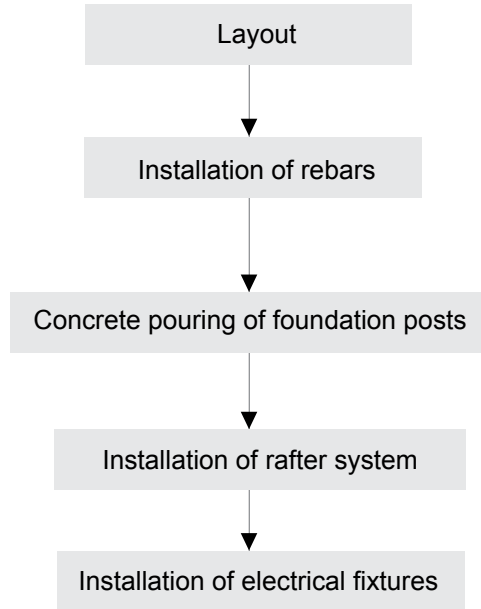 Layout
Installation of rebars
Concrete pouring of foundation posts
Installation of rafter system
Installation of electrical fixtures